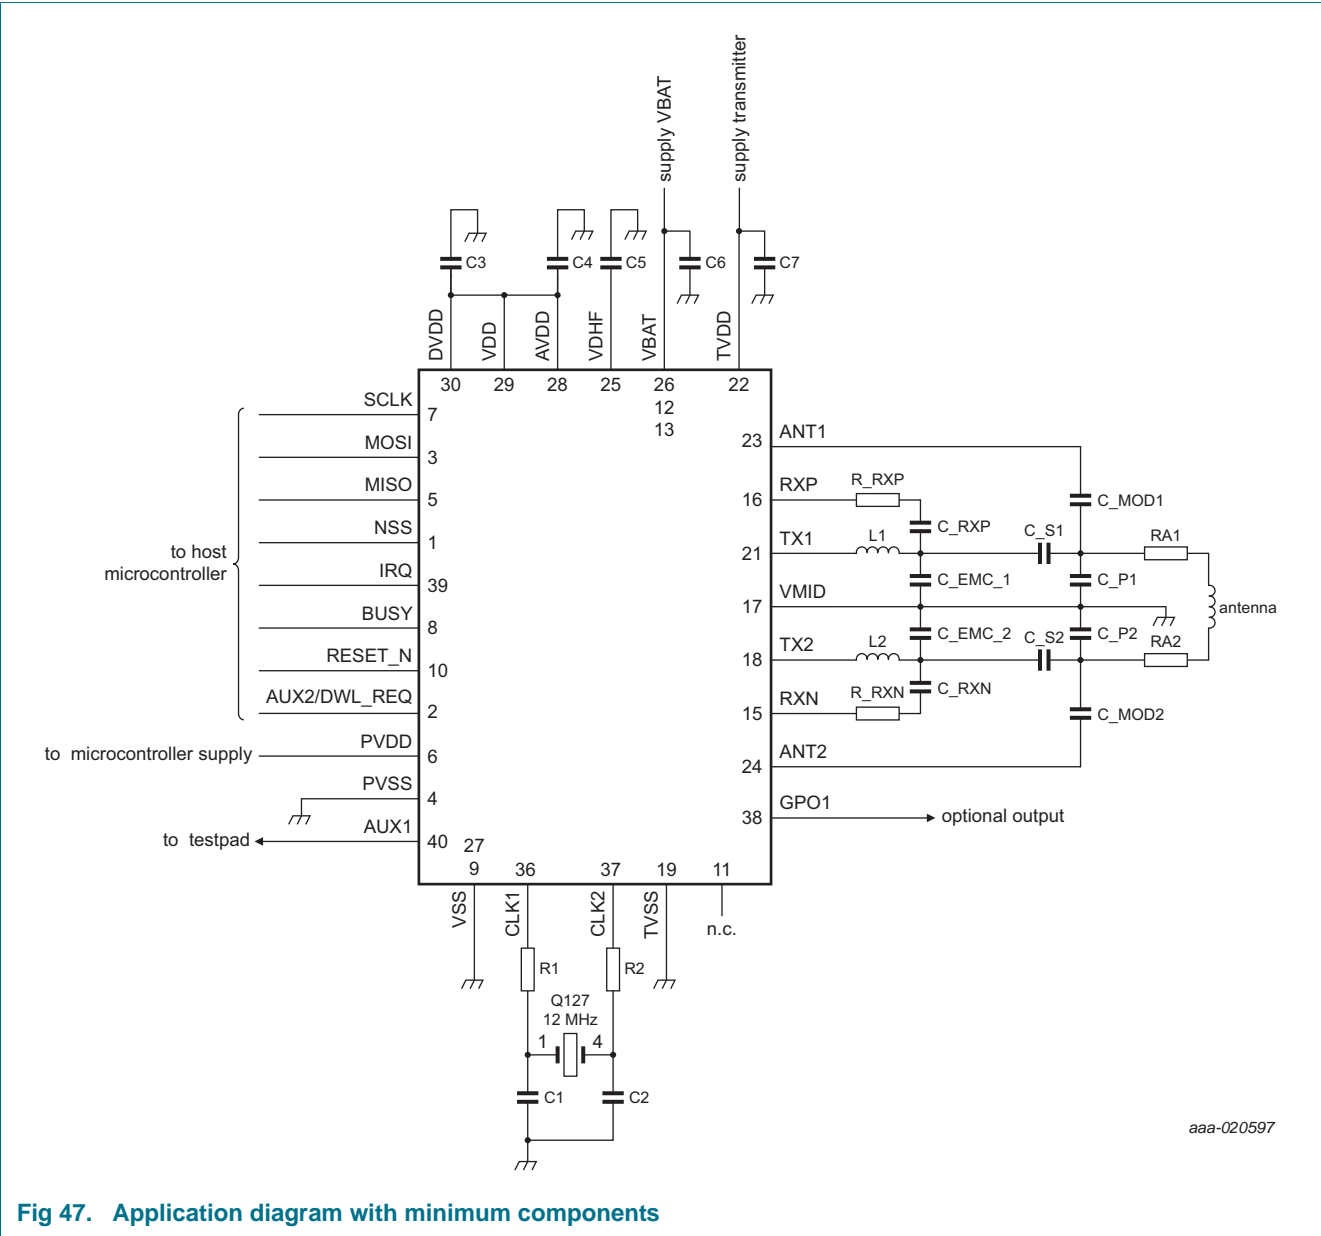 supply VBAT
supply transmitter
C3
C4
C5
C6
C7
DVDD
VDD
AVDD
VDHF
VBAT
TVDD
30
29
28
25
26
22
12
13
SCLK
7
MOSI
3
MISO
5
NSS
1
IRQ
39
BUSY
8
RESET_N
10
AUX2/DWL_REQ
2
to host
microcontroller
to microcontroller supply
PVDD
6
PVSS
4
to testpad
AUX1
40
23
ANT1
16
RXP
R_RXP
C_RXP
C_MOD1
21
TX1
L1
C_S1
RA1
C_EMC_1
C_P1
17
VMID
antenna
C_EMC_2
C_P2
18
TX2
L2
C_S2
RA2
15
RXN
R_RXN
C_RXN
C_MOD2
24
ANT2
38
GPO1
optional output
27
9
36
37
19
11
VSS
CLK1
CLK2
TVSS
n.c.
R1
R2
Q127
12 MHz
1
4
C1
C2
aaa-020597
Fig 47. Application diagram with minimum components